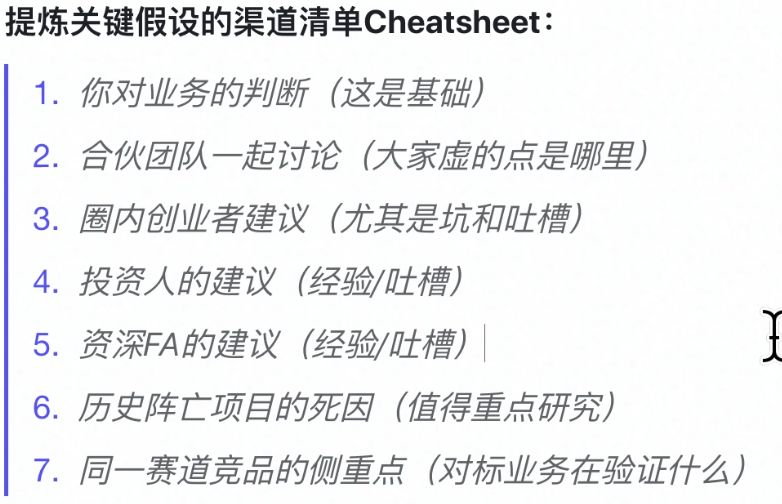 提炼关键假设的渠道清单Cheatsheet：
1. 你对业务的判断（这是基础）
2. 合伙团队一起讨论（大家虚的点是哪里）
3. 圈内创业者建议（尤其是坑和吐槽）
4. 投资人的建议（经验/吐槽）
5. 资深FA的建议（经验/吐槽）
6. 历史阵亡项目的死因（值得重点研究）
7. 同一赛道竞品的侧重点（对标业务在验证什么）